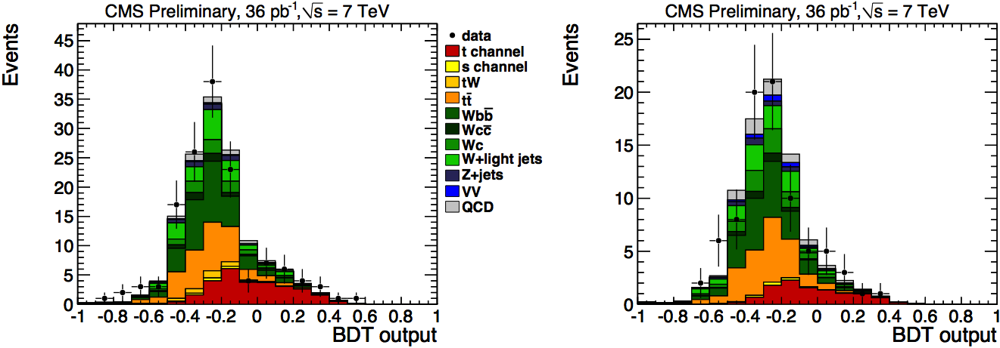 CMS Preliminary, 36 pb⁻¹,√s = 7 TeV
Events
45
40
35
30
25
20
15
10
5
0
-1 -0.8 -0.6 -0.4 -0.2 0 0.2 0.4 0.6 0.8 1
BDT output
data
t channel
s channel
tW
tt̅
Wbb̅
Wcc̅
Wc
W+light jets
Z+jets
VV
QCD
CMS Preliminary, 36 pb⁻¹,√s = 7 TeV
Events
25
20
15
10
5
0
-1 -0.8 -0.6 -0.4 -0.2 0 0.2 0.4 0.6 0.8 1
BDT output